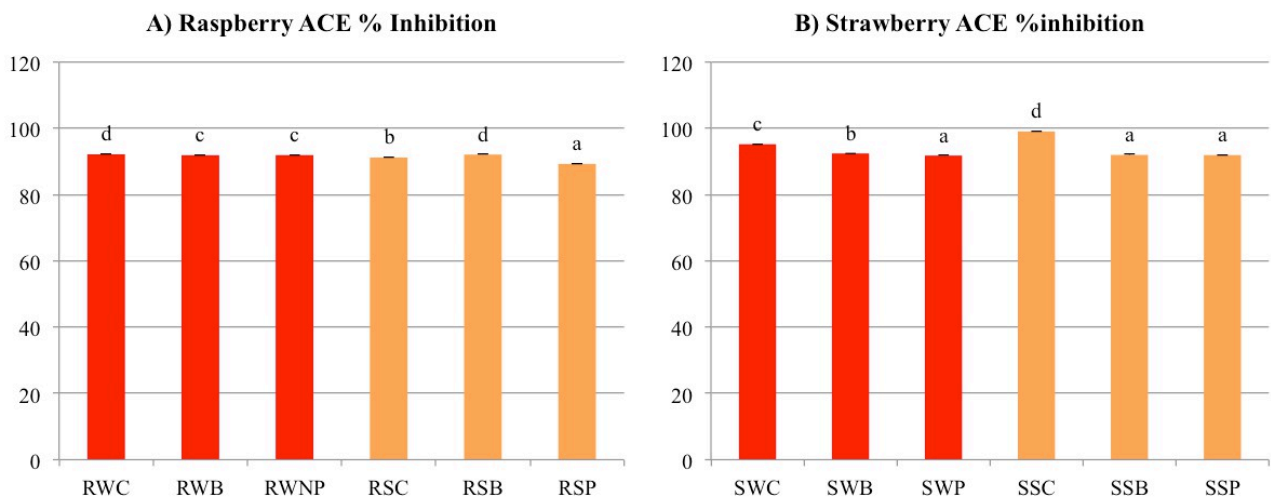 A) Raspberry ACE % Inhibition
120
100
80
60
40
20
0
d c c b d a
RWC RWB RWNP RSC RSB RSP
B) Strawberry ACE %inhibition
120
100
80
60
40
20
0
c b a d a a
SWC SWB SWP SSC SSB SSP